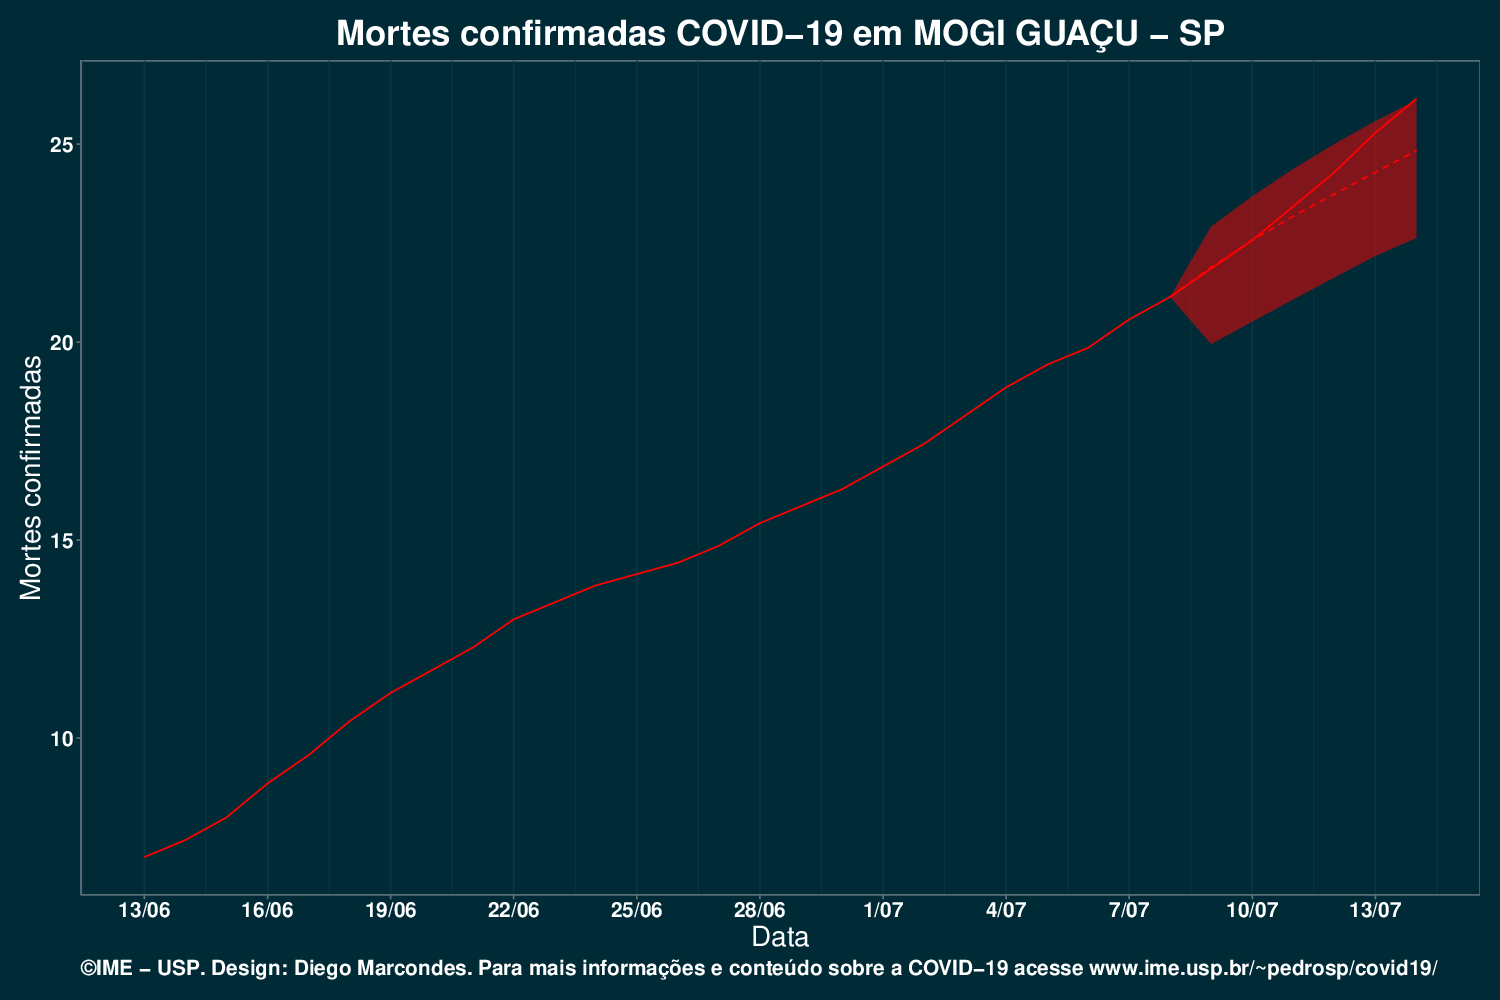 Mortes confirmadas COVID−19 em MOGI GUAÇU − SP
Mortes confirmadas
25
20
15
10
13/06 16/06 19/06 22/06 25/06 28/06 1/07 4/07 7/07 10/07 13/07
Data
©IME − USP. Design: Diego Marcondes. Para mais informações e conteúdo sobre a COVID−19 acesse www.ime.usp.br/~pedrosp/covid19/